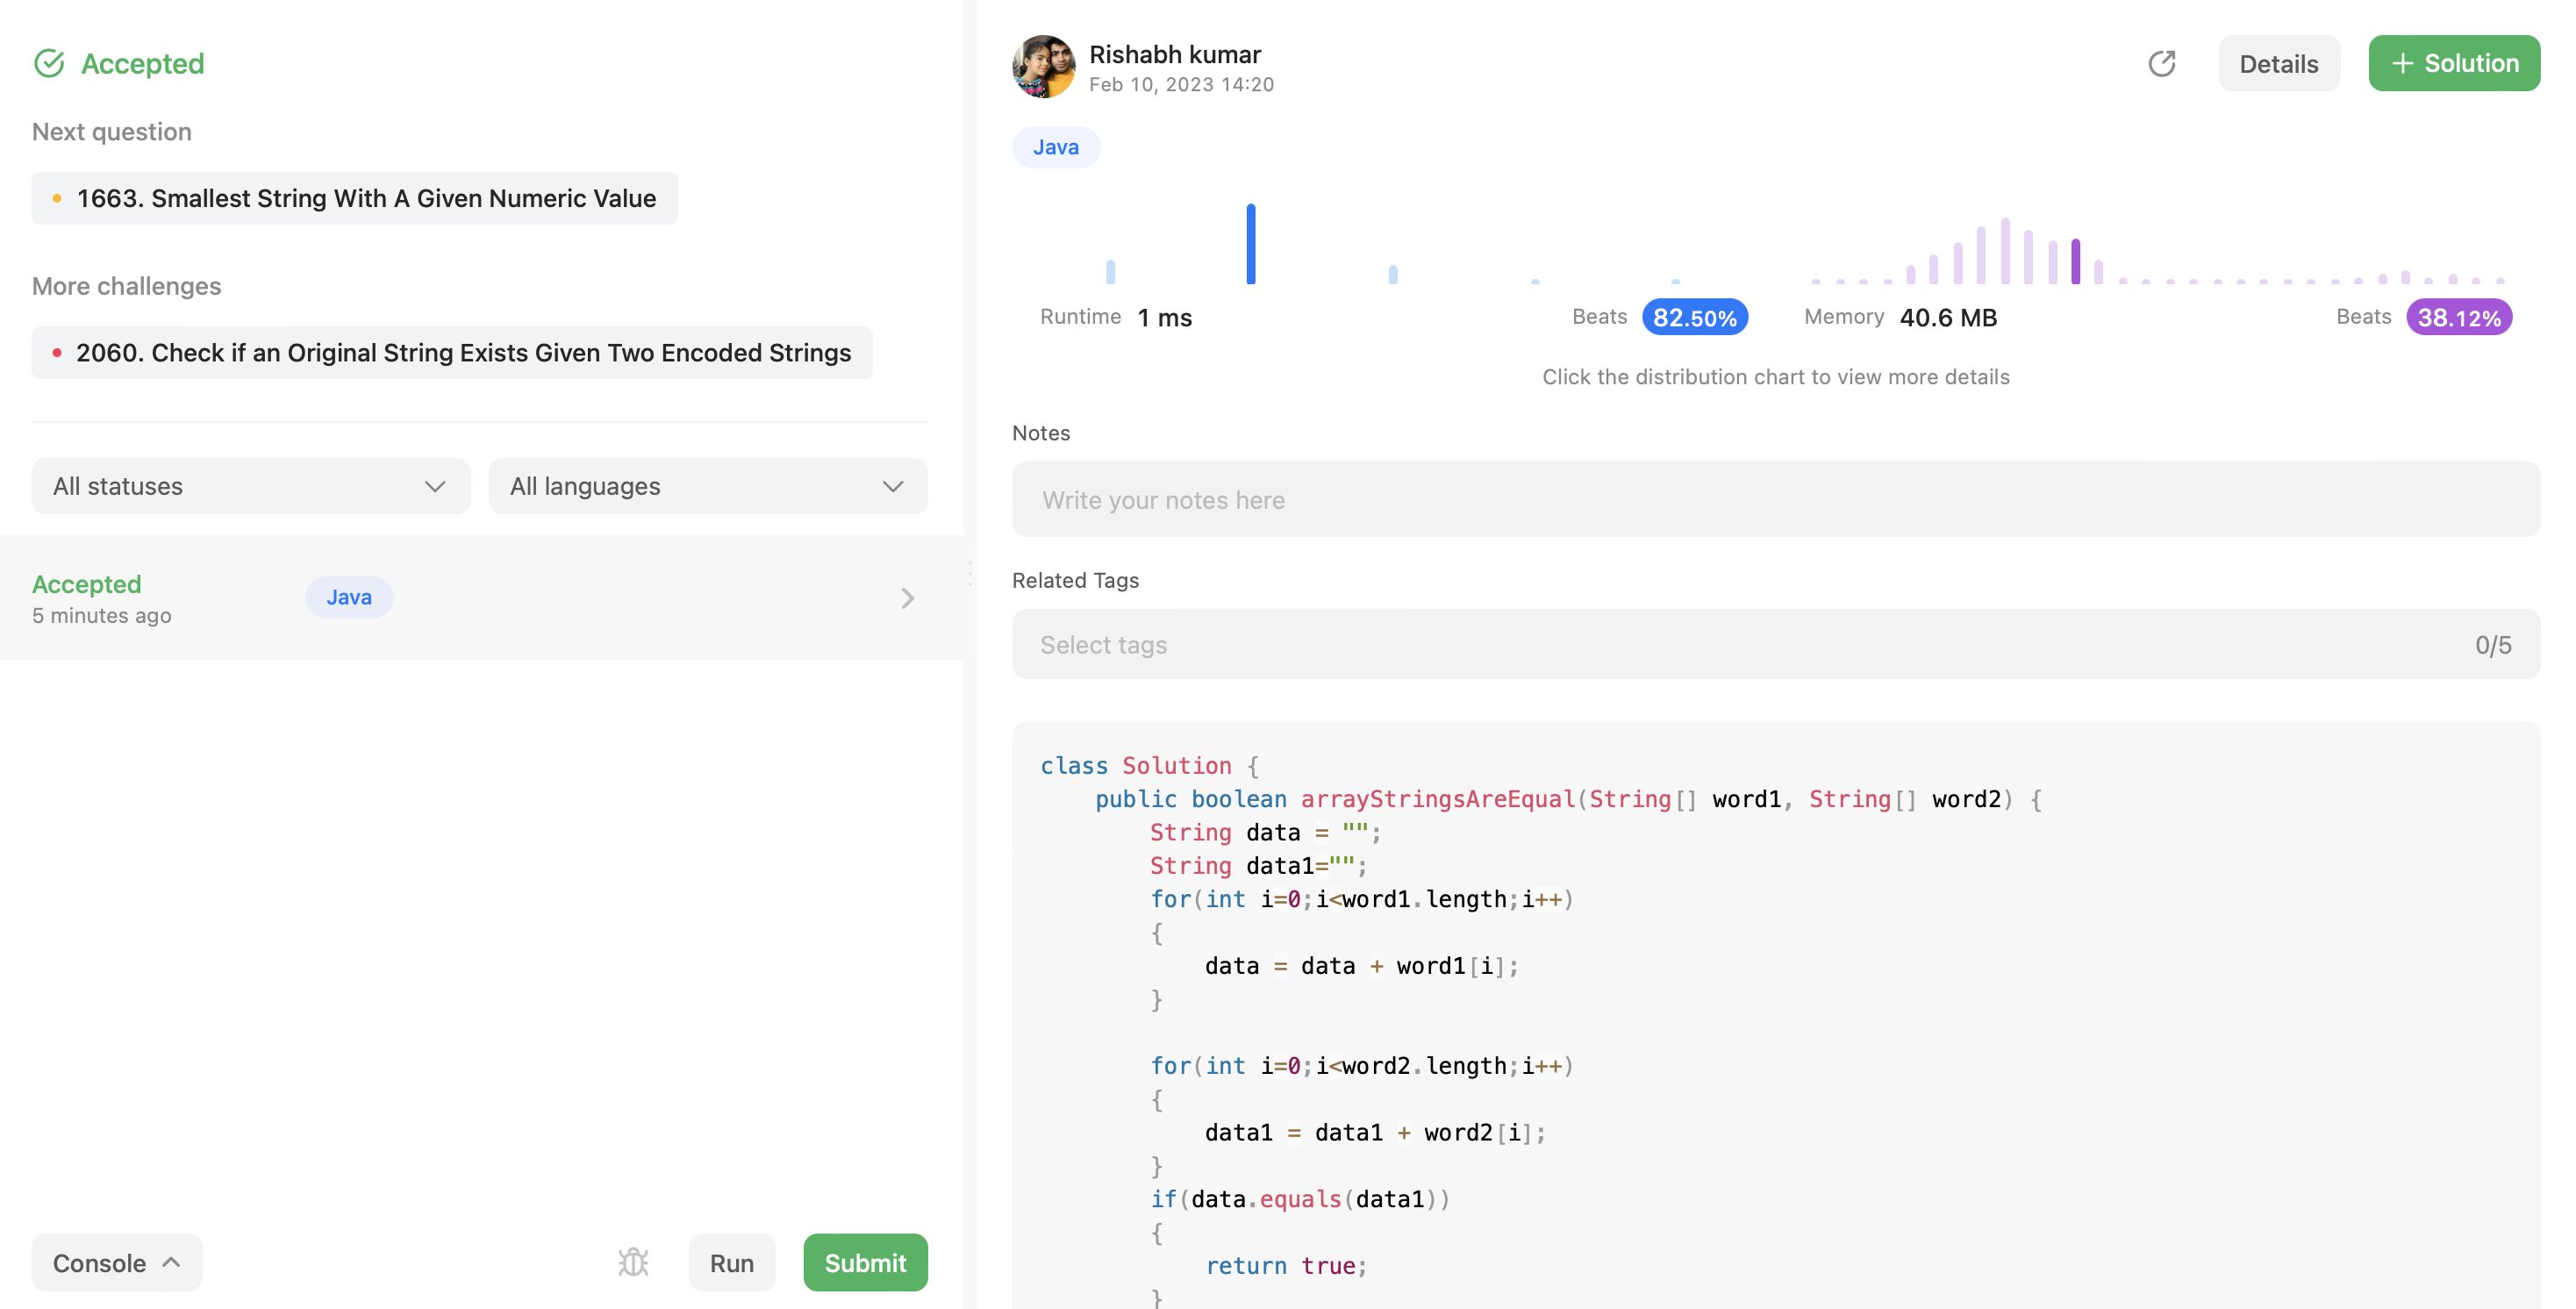 Accepted
Next question
1663. Smallest String With A Given Numeric Value
More challenges
2060. Check if an Original String Exists Given Two Encoded Strings
All statuses
All languages
Accepted
5 minutes ago
Java
Console
Run
Submit
Rishabh kumar
Feb 10, 2023 14:20
Details
+ Solution
Java
Runtime 1 ms
Beats 82.50%
Memory 40.6 MB
Beats 38.12%
Click the distribution chart to view more details
Notes
Write your notes here
Related Tags
Select tags
0/5
class Solution {
    public boolean arrayStringsAreEqual(String[] word1, String[] word2) {
        String data = "";
        String data1="";
        for(int i=0;i<word1.length;i++)
        {
            data = data + word1[i];
        }
        for(int i=0;i<word2.length;i++)
        {
            data1 = data1 + word2[i];
        }
        if(data.equals(data1))
        {
            return true;
        }